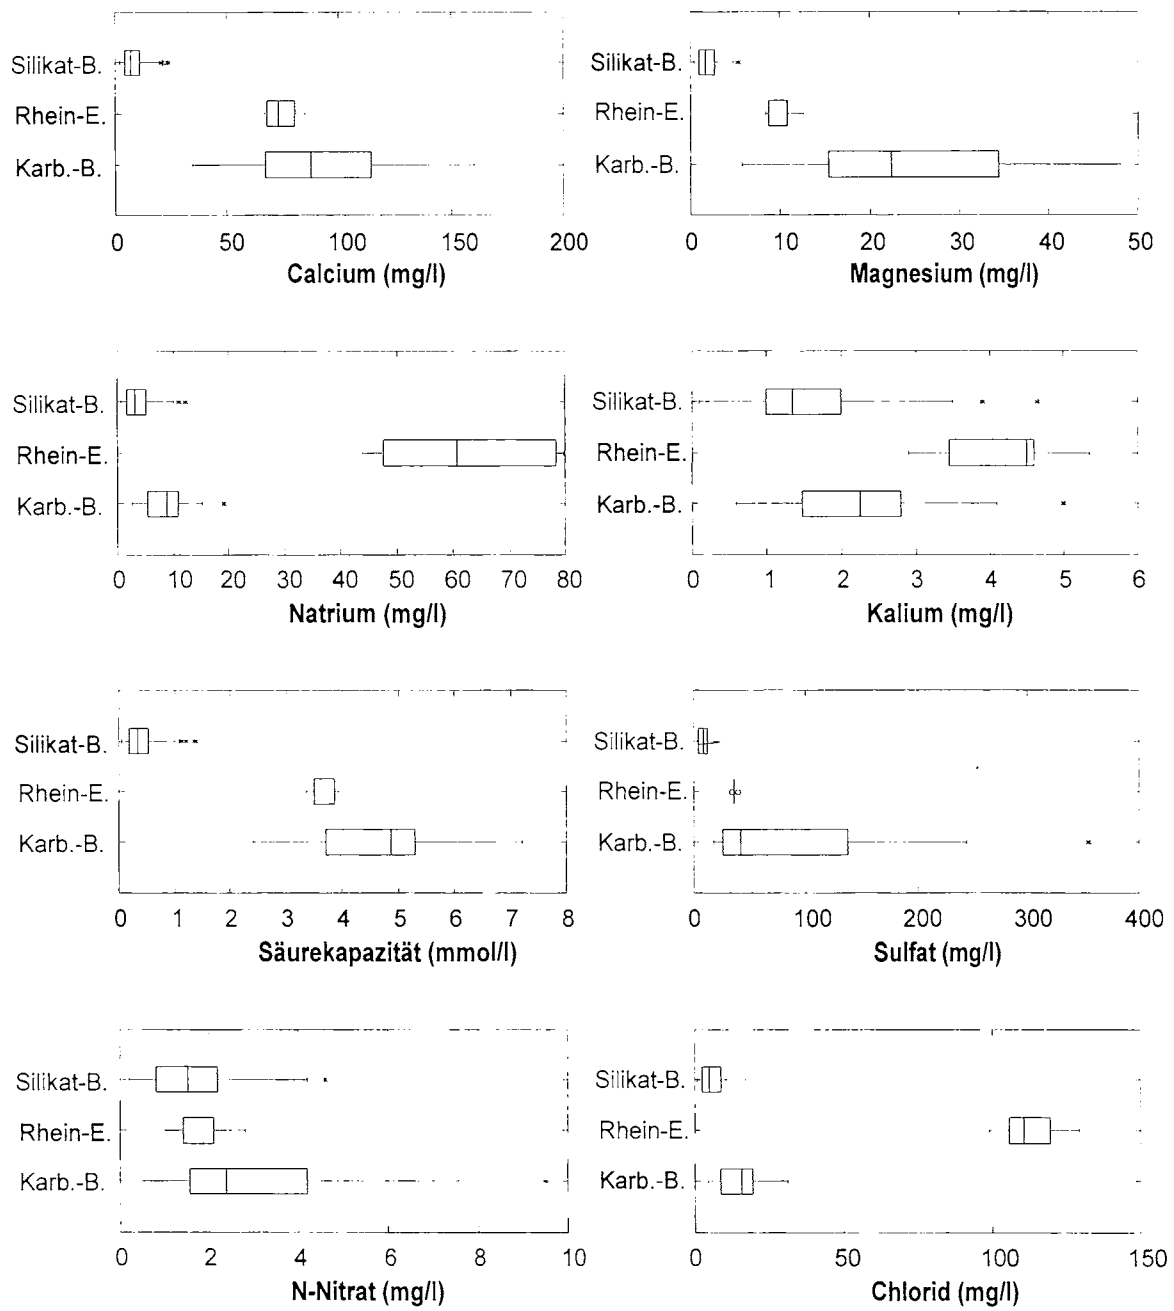 Silikat-B.
Rhein-E.
Karb.-B.
0 50 100 150 200
Calcium (mg/l)
Silikat-B.
Rhein-E.
Karb.-B.
0 10 20 30 40 50
Magnesium (mg/l)
Silikat-B.
Rhein-E.
Karb.-B.
0 10 20 30 40 50 60 70 80
Natrium (mg/l)
Silikat-B.
Rhein-E.
Karb.-B.
0 1 2 3 4 5 6
Kalium (mg/l)
Silikat-B.
Rhein-E.
Karb.-B.
0 1 2 3 4 5 6 7 8
Säurekapazität (mmol/l)
Silikat-B.
Rhein-E.
Karb.-B.
0 100 200 300 400
Sulfat (mg/l)
Silikat-B.
Rhein-E.
Karb.-B.
0 2 4 6 8 10
N-Nitrat (mg/l)
Silikat-B.
Rhein-E.
Karb.-B.
0 50 100 150
Chlorid (mg/l)